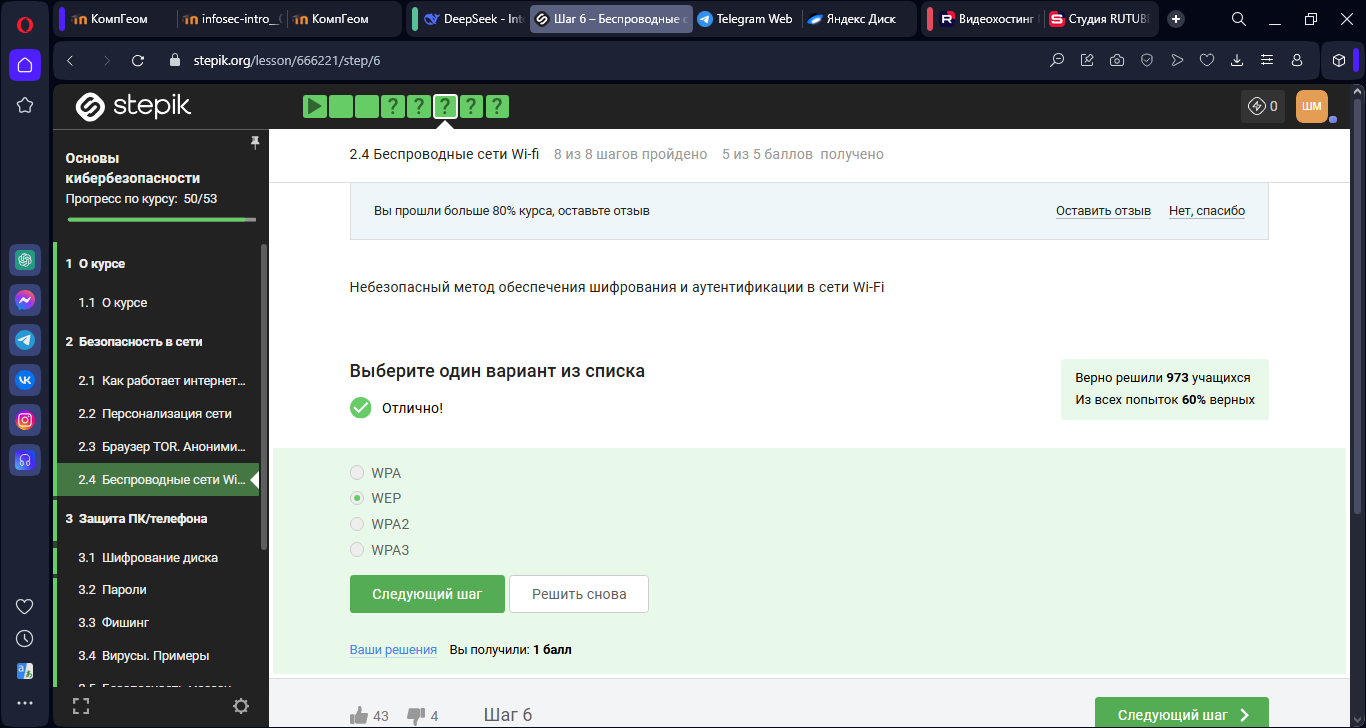 КомпГеом
infosec-intro_
КомпГеом
DeepSeek - Int
Шаг 6 – Беспроводные с
Telegram Web
Яндекс Диск
Видеохостинг
Студия RUTUBE
stepik.org/lesson/666221/step/6
stepik
0
ШМ
Основы
кибербезопасности
Прогресс по курсу: 50/53
1 О курсе
1.1 О курсе
2 Безопасность в сети
2.1 Как работает интернет...
2.2 Персонализация сети
2.3 Браузер TOR. Аноними...
2.4 Беспроводные сети Wi...
3 Защита ПК/телефона
3.1 Шифрование диска
3.2 Пароли
3.3 Фишинг
3.4 Вирусы. Примеры
2.4 Беспроводные сети Wi-fi 8 из 8 шагов пройдено 5 из 5 баллов получено
Вы прошли больше 80% курса, оставьте отзыв
Оставить отзыв Нет, спасибо
Небезопасный метод обеспечения шифрования и аутентификации в сети Wi-Fi
Выберите один вариант из списка
Отлично!
Верно решили 973 учащихся
Из всех попыток 60% верных
WPA
WEP
WPA2
WPA3
Следующий шаг Решить снова
Ваши решения Вы получили: 1 балл
43 4 Шаг 6
Следующий шаг